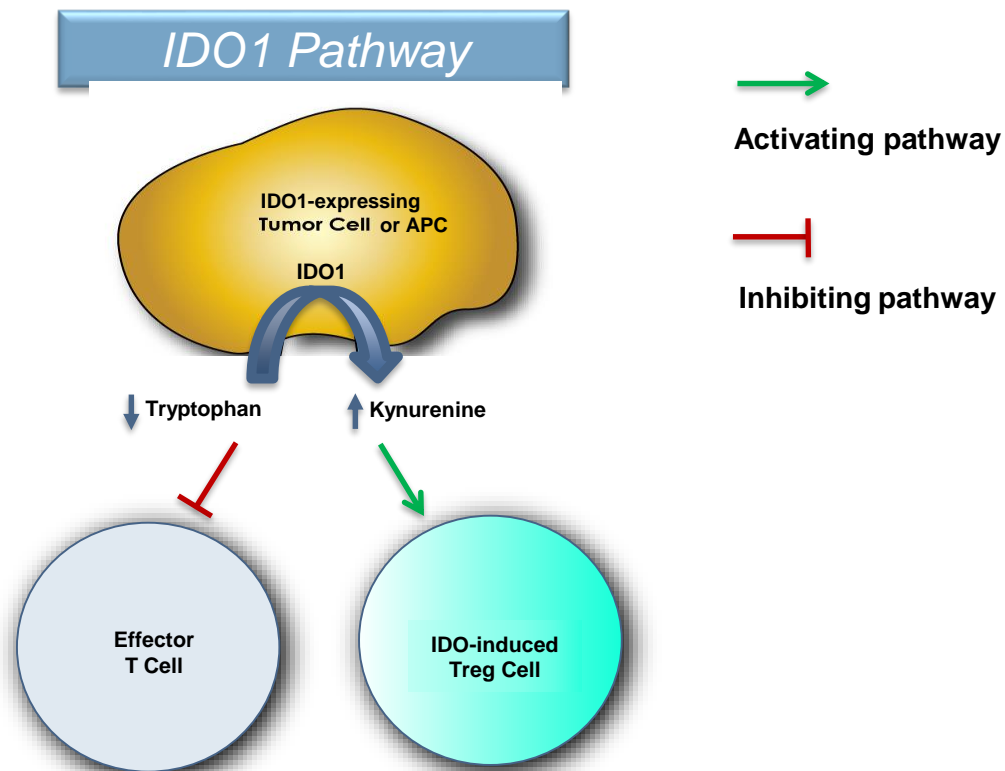 IDO1 Pathway
Activating pathway
Inhibiting pathway
IDO1-expressing
Tumor Cell or APC
IDO1
Tryptophan
Kynurenine
Effector
T Cell
IDO-induced
Treg Cell